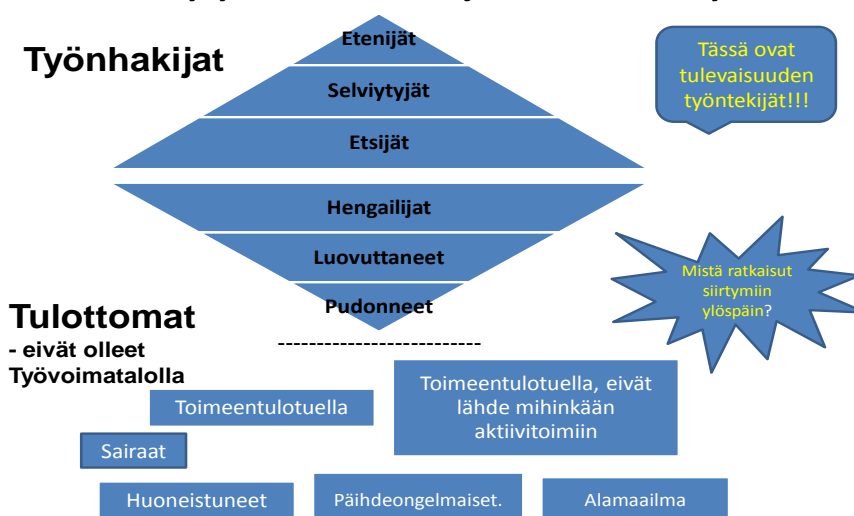 Etenijät
Työnhakijat
Selviytyjät
Etsijät
Tässä ovat
tulevaisuuden
työntekijät!!!
Hengailijat
Luovuttaneet
Pudonneet
Mistä ratkaisut
siirtymiin
ylöspäin?
Tulottomat
- eivät olleet
Työvoimatalolla
--------------------------
Toimeentulotuella
Toimeentulotuella, eivät
lähde mihinkään
aktiivitoimiin
Sairaat
Huoneistuneet
Päihdeongelmaiset.
Alamaailma